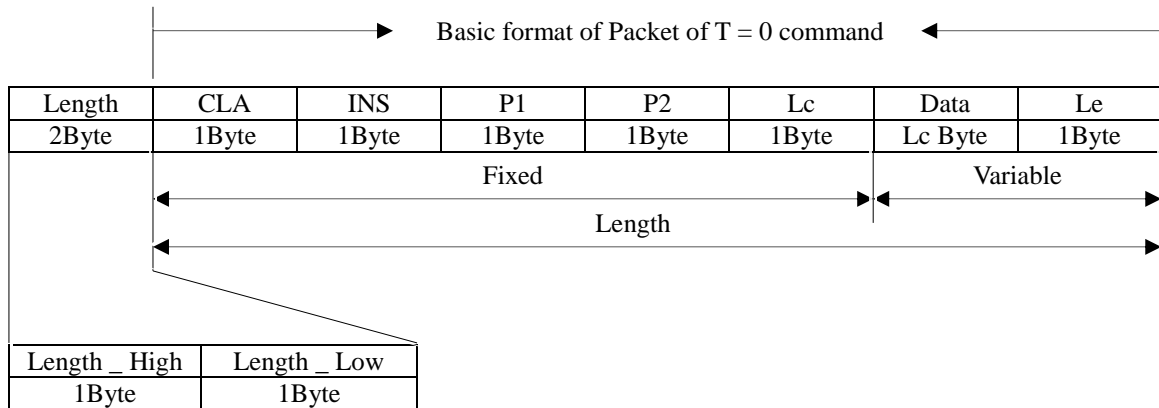 Basic format of Packet of T = 0 command
Length CLA INS P1 P2 Lc Data Le
2Byte 1Byte 1Byte 1Byte 1Byte 1Byte Lc Byte 1Byte
Fixed Variable
Length
Length _ High Length _ Low
1Byte 1Byte